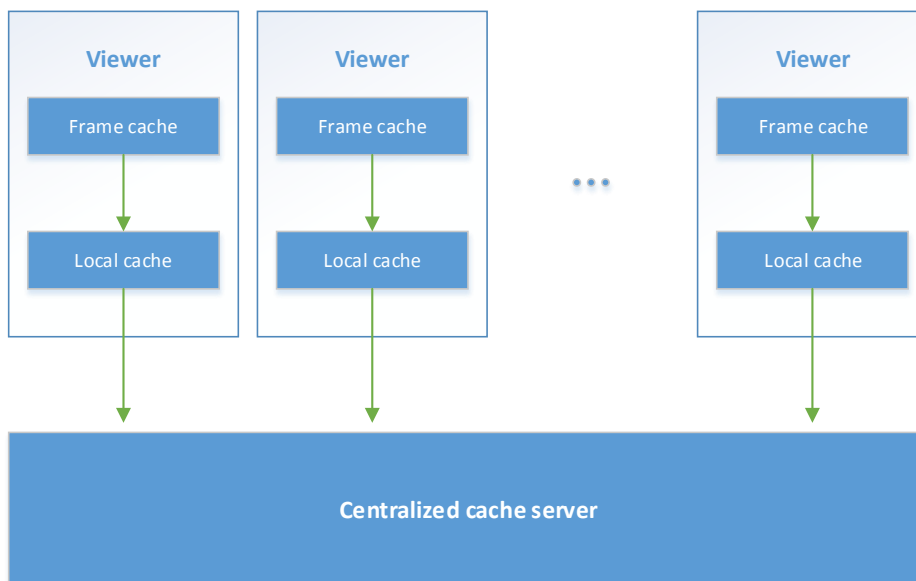 Viewer
Frame cache
Local cache
Viewer
Frame cache
Local cache
...
Viewer
Frame cache
Local cache
Centralized cache server